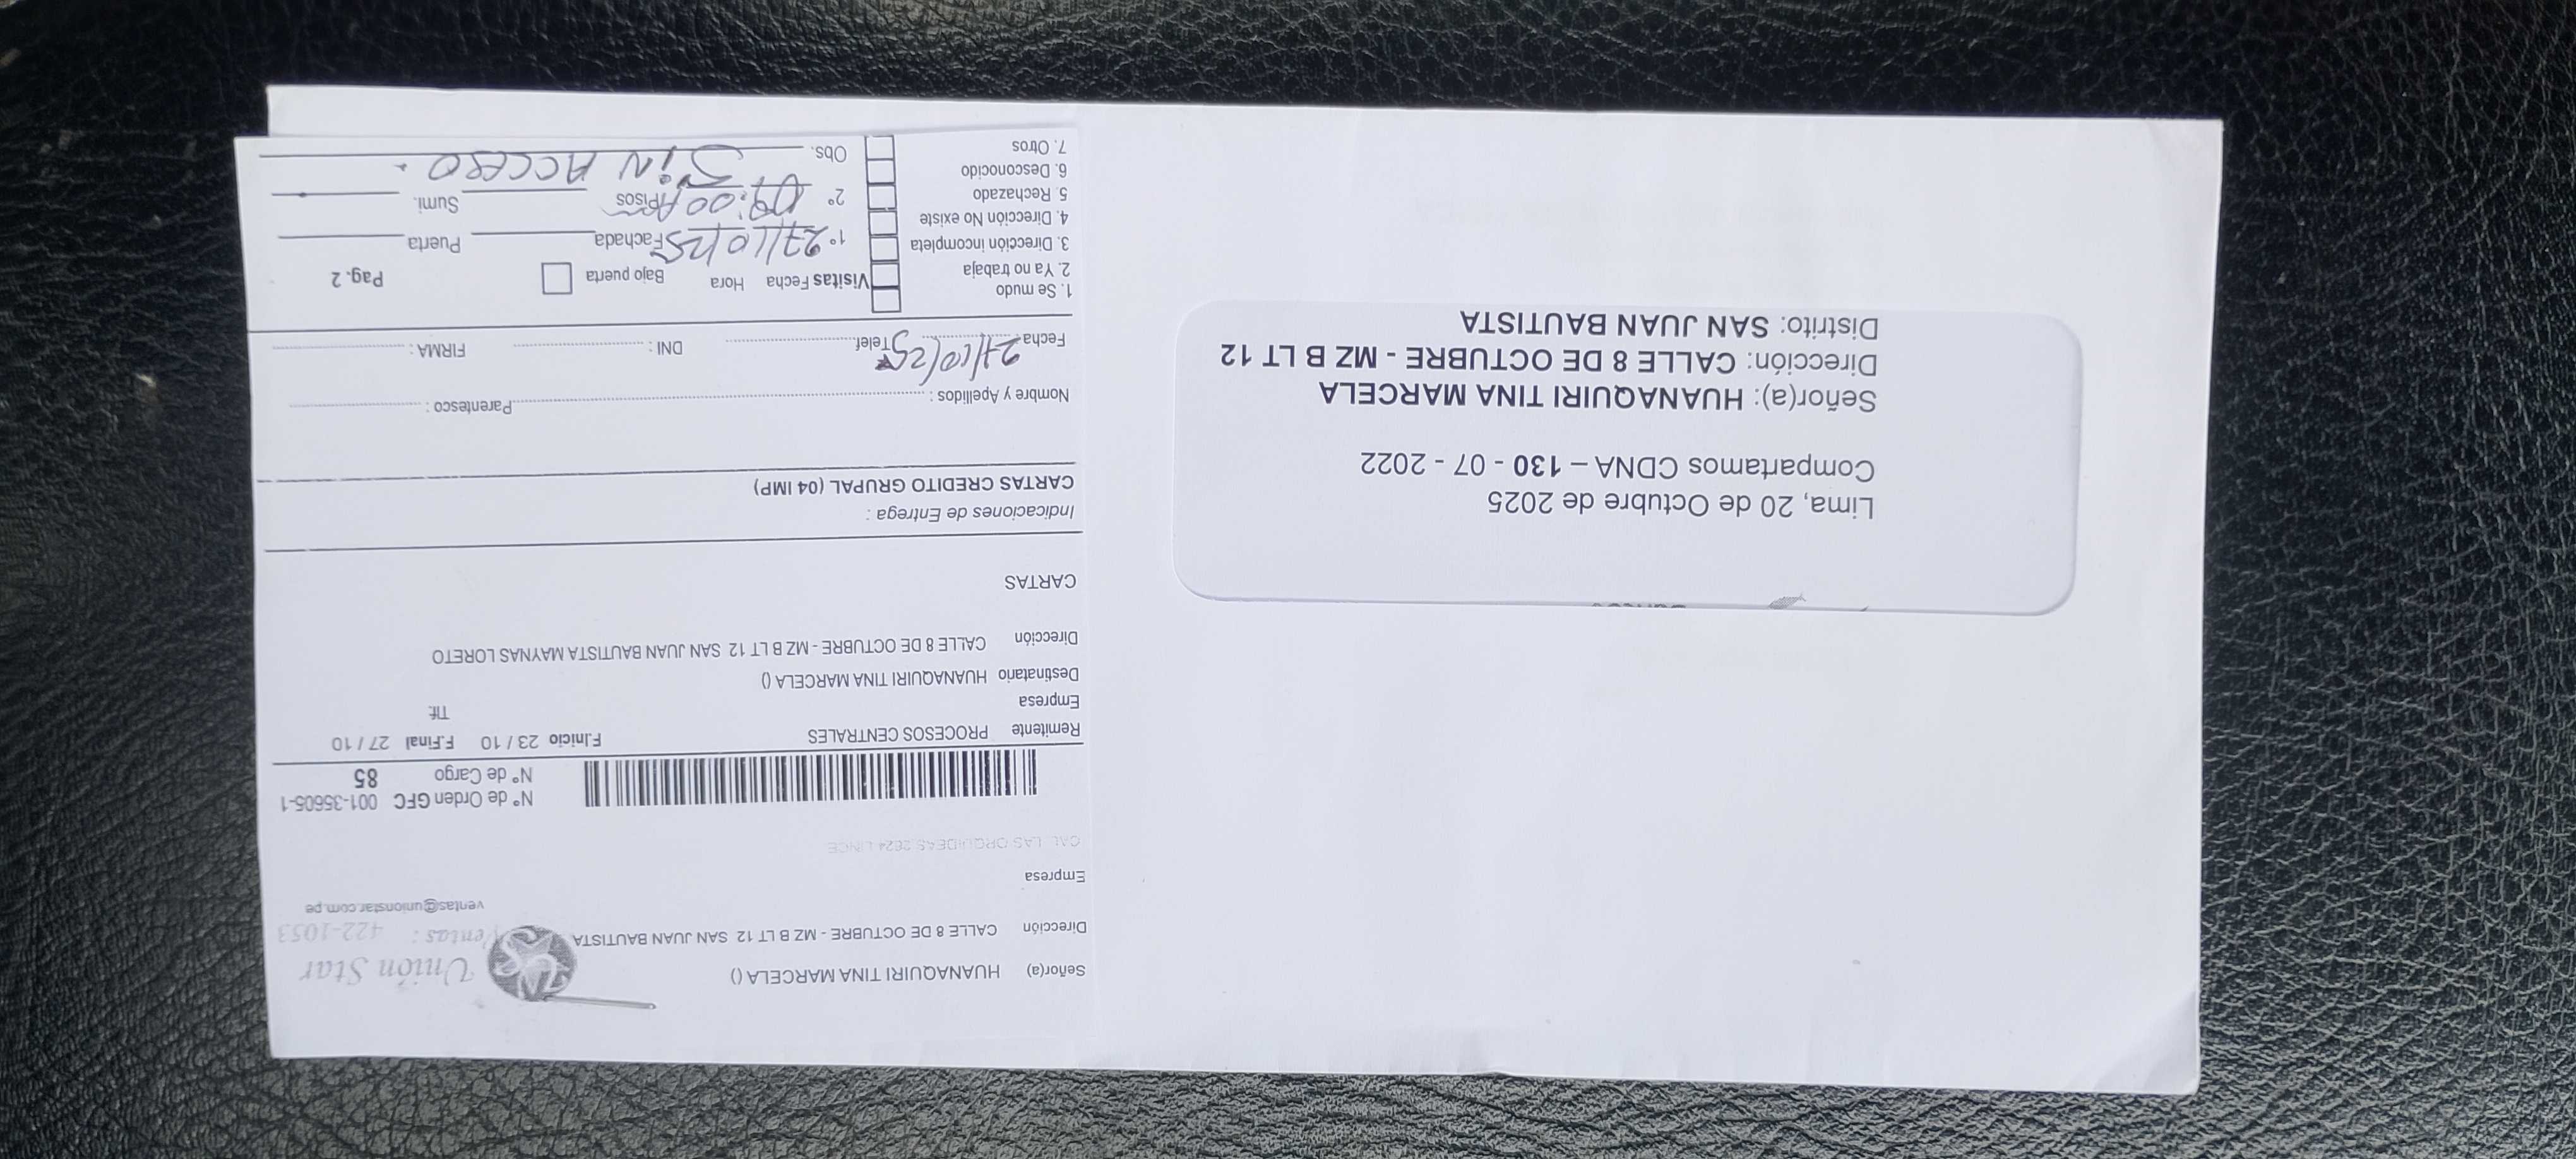 Lima, 20 de Octubre de 2025
Compartamos CDNA – 130 - 07 - 2022
Señor(a): HUANAQUIRI TINA MARCELA
Dirección: CALLE 8 DE OCTUBRE - MZ B LT 12
Distrito: SAN JUAN BAUTISTA
Señor(a) HUANAQUIRI TINA MARCELA ()
Unión Star
Dirección CALLE 8 DE OCTUBRE - MZ B LT 12 SAN JUAN BAUTISTA
Ventas: 422-1053
ventas@unionstar.com.pe
Empresa
CAL. LAS ORQUIDEAS 2624 LINCE
Nº de Orden GFC 001-35605-1
Nº de Cargo 85
Remitente PROCESOS CENTRALES F.Inicio 23 / 10 F.Final 27 / 10
Empresa Tlf:
Destinatario HUANAQUIRI TINA MARCELA ()
Dirección CALLE 8 DE OCTUBRE - MZ B LT 12 SAN JUAN BAUTISTA MAYNAS LORETO
CARTAS
Indicaciones de Entrega :
CARTAS CREDITO GRUPAL (04 IMP)
Nombre y Apellidos : Parentesco :
Fecha : 27/10/25 Telef. DNI : FIRMA :
1. Se mudo
2. Ya no trabaja
3. Dirección incompleta
4. Dirección No existe
5. Rechazado
6. Desconocido
7. Otros
Visitas Fecha Hora Bajo puerta Pag. 2
1º 27/10/25 Fachada Puerta
2º 09:00 Am Pisos Sumi.
Obs. SIN ACCESO.